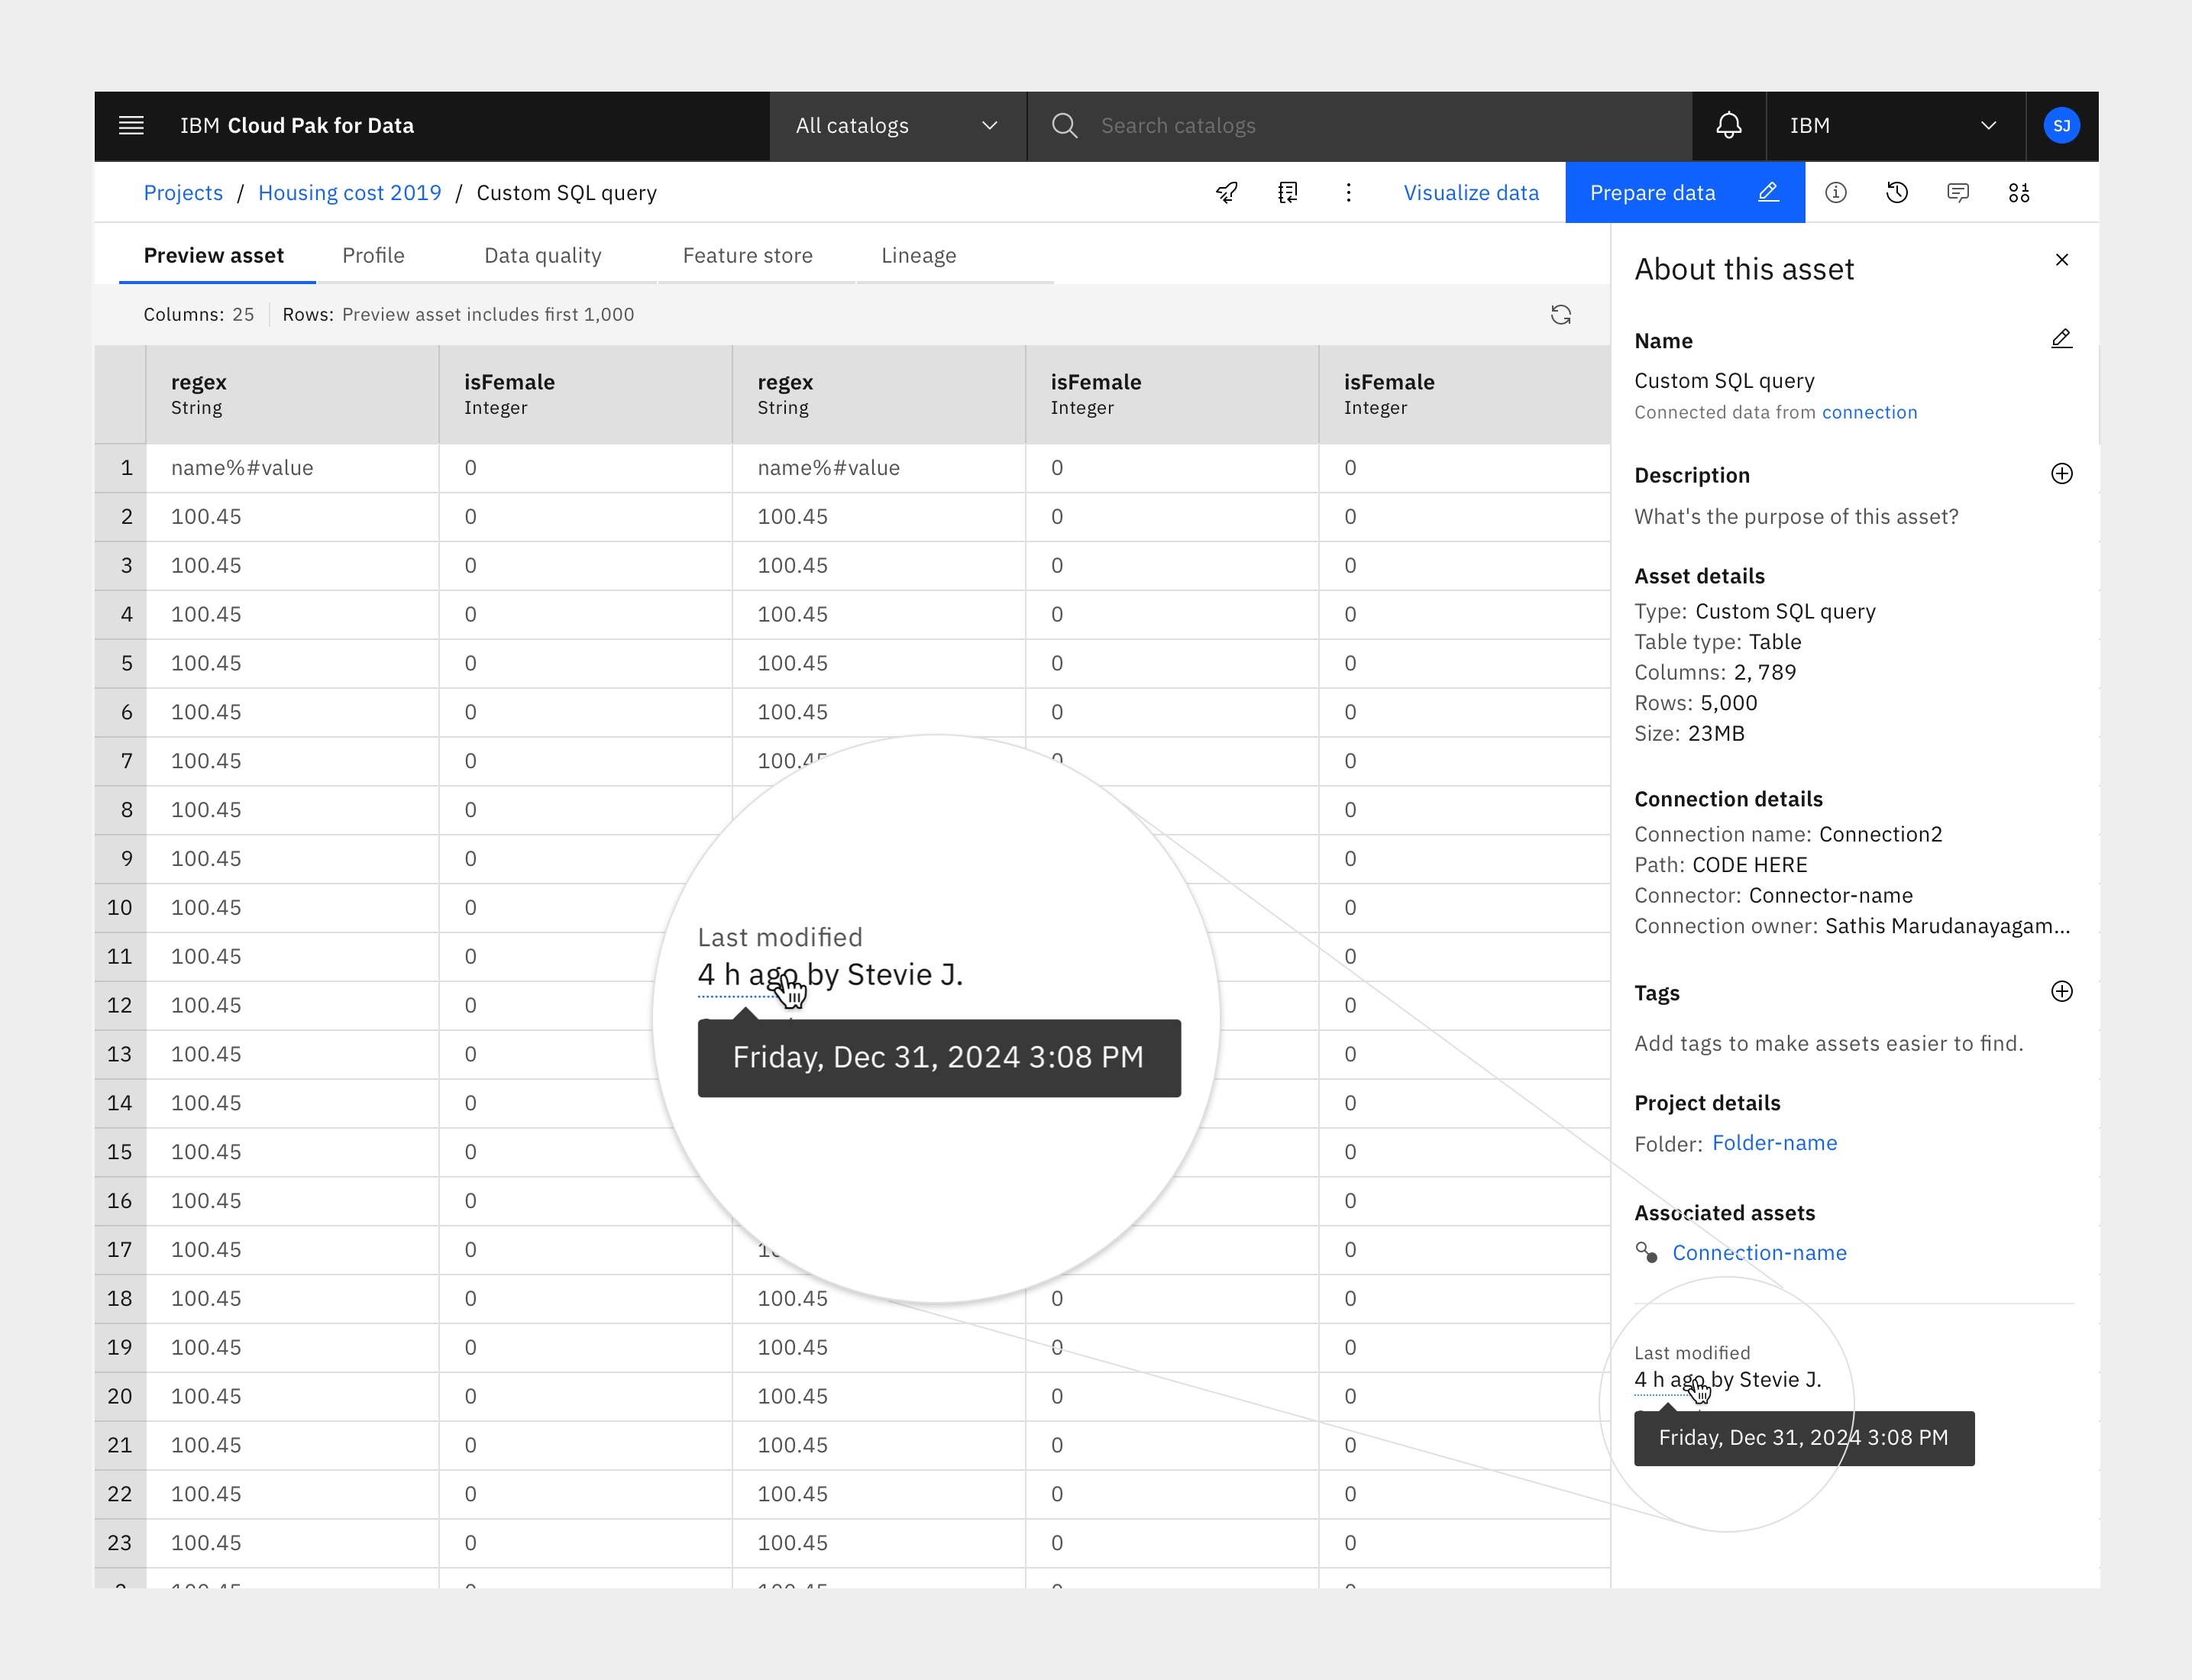 IBM Cloud Pak for Data
All catalogs
Search catalogs
IBM
SJ
Projects / Housing cost 2019 / Custom SQL query
Visualize data
Prepare data
Preview asset
Profile
Data quality
Feature store
Lineage
Columns: 25
Rows: Preview asset includes first 1,000
regex isFemale regex isFemale isFemale
String Integer String Integer Integer
1 name%#value 0 name%#value 0 0
2 100.45 0 100.45 0 0
3 100.45 0 100.45 0 0
4 100.45 0 100.45 0 0
5 100.45 0 100.45 0 0
6 100.45 0 100.45 0 0
7 100.45 0 100.45 0 0
8 100.45 0 0
9 100.45 0 0
10 100.45 0 0
11 100.45 0 0
12 100.45 0 0
13 100.45 0 0
14 100.45 0 0
15 100.45 0 0
16 100.45 0 0
17 100.45 0 0
18 100.45 0 100.45 0 0
19 100.45 0 100.45 0 0
20 100.45 0 100.45 0 0
21 100.45 0 100.45 0 0
22 100.45 0 100.45 0 0
23 100.45 0 100.45 0 0
Last modified
4 h ago by Stevie J.
Friday, Dec 31, 2024 3:08 PM
About this asset
Name
Custom SQL query
Connected data from connection
Description
What's the purpose of this asset?
Asset details
Type: Custom SQL query
Table type: Table
Columns: 2, 789
Rows: 5,000
Size: 23MB
Connection details
Connection name: Connection2
Path: CODE HERE
Connector: Connector-name
Connection owner: Sathis Marudanayagam...
Tags
Add tags to make assets easier to find.
Project details
Folder: Folder-name
Associated assets
Connection-name
Last modified
4 h ago by Stevie J.
Friday, Dec 31, 2024 3:08 PM